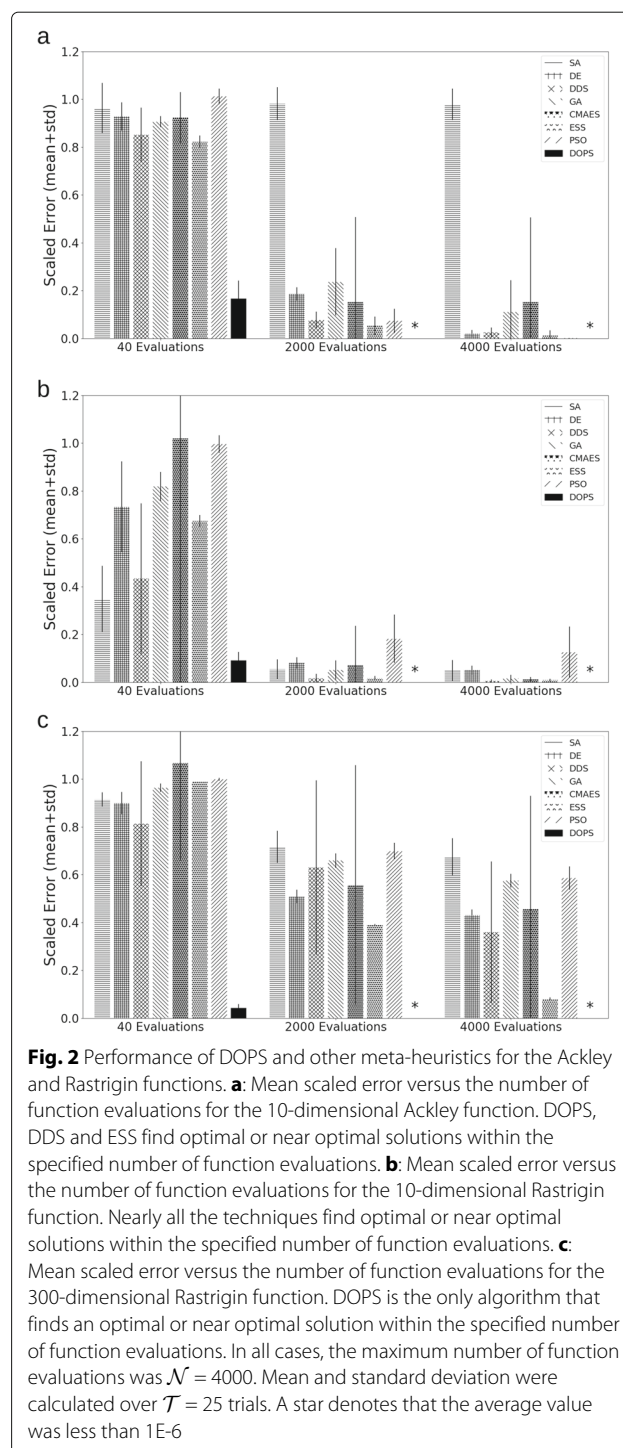 a
1.2
1.0
0.8
0.6
0.4
0.2
0.0
Scaled Error (mean+std)
SA
DE
DDS
GA
CMAES
ESS
PSO
DOPS
*
*
40 Evaluations
2000 Evaluations
4000 Evaluations
b
1.2
1.0
0.8
0.6
0.4
0.2
0.0
Scaled Error (mean+std)
SA
DE
DDS
GA
CMAES
ESS
PSO
DOPS
*
*
40 Evaluations
2000 Evaluations
4000 Evaluations
c
1.2
1.0
0.8
0.6
0.4
0.2
0.0
Scaled Error (mean+std)
SA
DE
DDS
GA
CMAES
ESS
PSO
DOPS
*
*
40 Evaluations
2000 Evaluations
4000 Evaluations
Fig. 2 Performance of DOPS and other meta-heuristics for the Ackley
and Rastrigin functions. a: Mean scaled error versus the number of
function evaluations for the 10-dimensional Ackley function. DOPS,
DDS and ESS find optimal or near optimal solutions within the
specified number of function evaluations. b: Mean scaled error versus
the number of function evaluations for the 10-dimensional Rastrigin
function. Nearly all the techniques find optimal or near optimal
solutions within the specified number of function evaluations. c:
Mean scaled error versus the number of function evaluations for the
300-dimensional Rastrigin function. DOPS is the only algorithm that
finds an optimal or near optimal solution within the specified number
of function evaluations. In all cases, the maximum number of function
evaluations was 𝒩 = 4000. Mean and standard deviation were
calculated over 𝒯 = 25 trials. A star denotes that the average value
was less than 1E-6